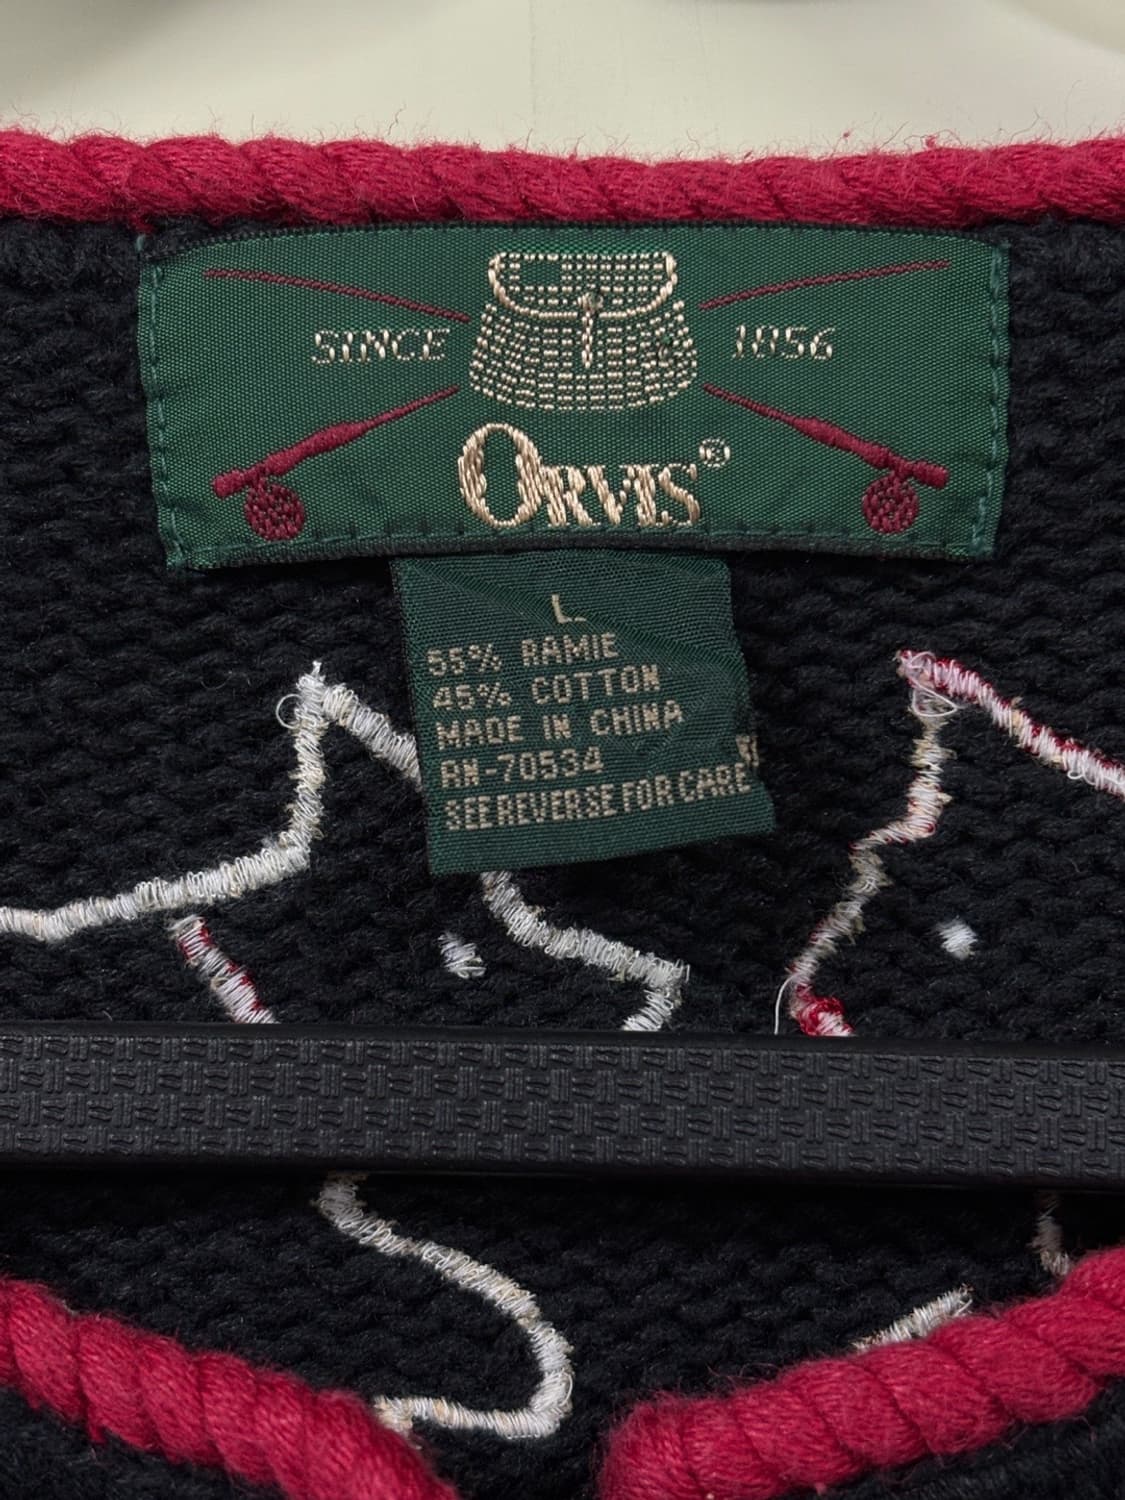 SINCE 1856
ORVIS®
L
55% RAMIE
45% COTTON
MADE IN CHINA
RN-70534
SEE REVERSE FOR CARE